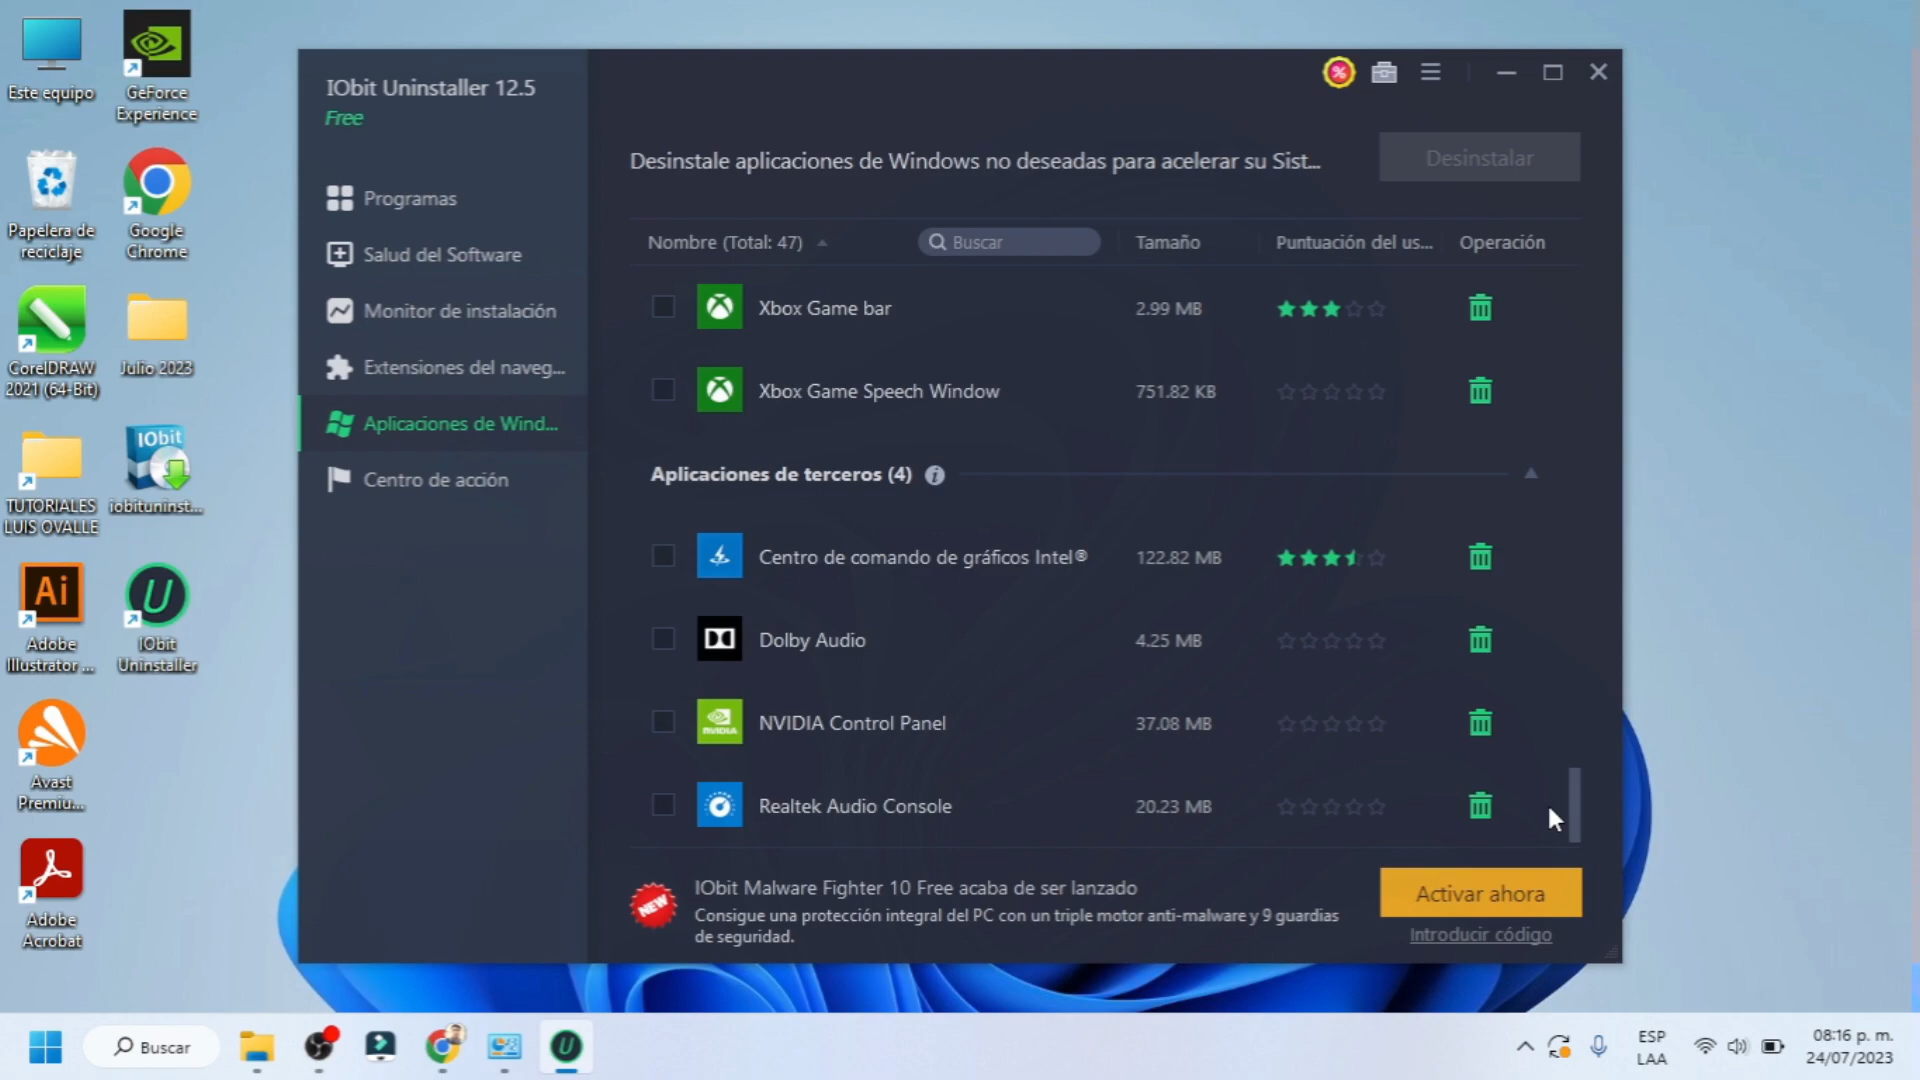 Este equipo
GeForce
Experience
Papelera de
reciclaje
Google
Chrome
CorelDRAW
2021 (64-Bit)
Julio 2023
TUTORIALES
LUIS OVALLE
IObit
iobituninst...
Ai
Adobe
Illustrator ...
IObit
Uninstaller
Avast
Premiu...
Adobe
Acrobat
IObit Uninstaller 12.5
Free
Programas
Salud del Software
Monitor de instalación
Extensiones del naveg...
Aplicaciones de Wind...
Centro de acción
Desinstale aplicaciones de Windows no deseadas para acelerar su Sist...
Desinstalar
Nombre (Total: 47)
Buscar
Tamaño
Puntuación del us...
Operación
Xbox Game bar
2.99 MB
Xbox Game Speech Window
751.82 KB
Aplicaciones de terceros (4)
Centro de comando de gráficos Intel®
122.82 MB
Dolby Audio
4.25 MB
NVIDIA
NVIDIA Control Panel
37.08 MB
Realtek Audio Console
20.23 MB
NEW
IObit Malware Fighter 10 Free acaba de ser lanzado
Consigue una protección integral del PC con un triple motor anti-malware y 9 guardias
de seguridad.
Activar ahora
Introducir código
Buscar
ESP
LAA
08:16 p. m.
24/07/2023